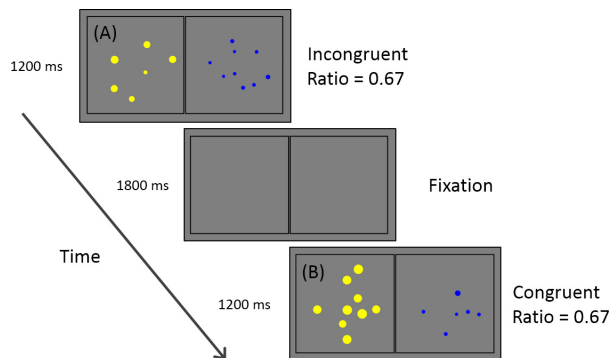 (A)
1200 ms
Incongruent
Ratio = 0.67
1800 ms
Fixation
Time
(B)
1200 ms
Congruent
Ratio = 0.67